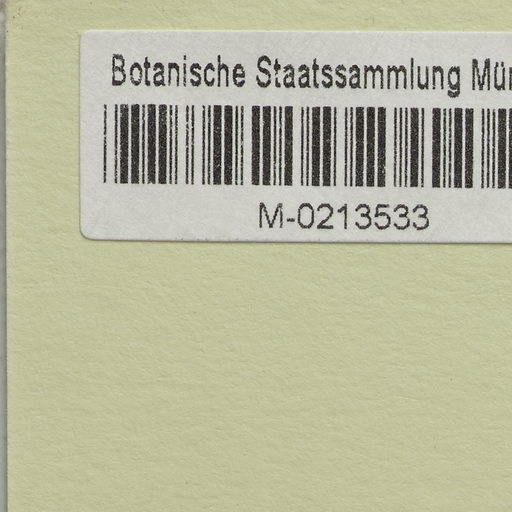 Botanische Staatssammlung Mün
M-0213533